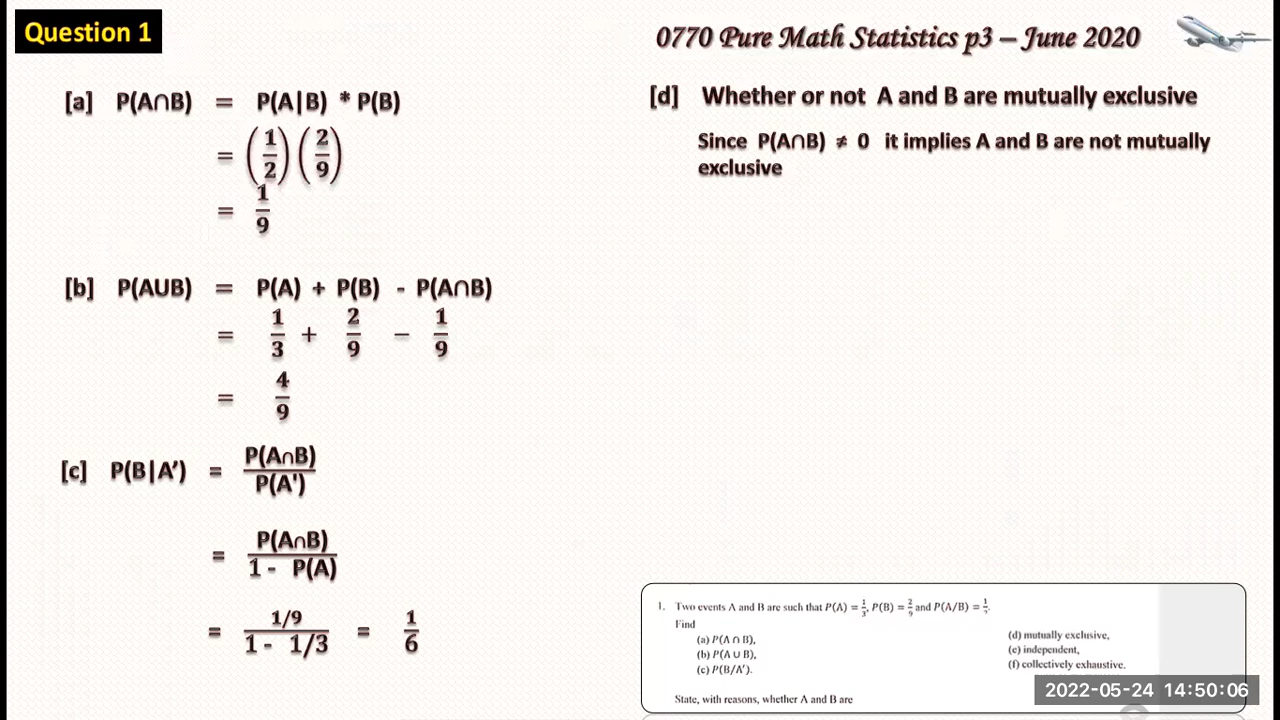 Question 1
0770 Pure Math Statistics p3 – June 2020
[a] P(A∩B) = P(A|B) * P(B)
= (1/2) (2/9)
= 1/9
[b] P(AUB) = P(A) + P(B) - P(A∩B)
= 1/3 + 2/9 − 1/9
= 4/9
[c] P(B|A’) = P(A∩B)/P(A')
= P(A∩B)/1 - P(A)
= 1/9/1 - 1/3 = 1/6
[d] Whether or not A and B are mutually exclusive
Since P(A∩B) ≠ 0 it implies A and B are not mutually
exclusive
1. Two events A and B are such that P(A) = 1/3, P(B) = 2/9 and P(A/B) = 1/2.
Find
(a) P(A ∩ B),
(b) P(A ∪ B),
(c) P(B/A′).
State, with reasons, whether A and B are
(d) mutually exclusive,
(e) independent,
(f) collectively exhaustive.
2022-05-24 14:50:06